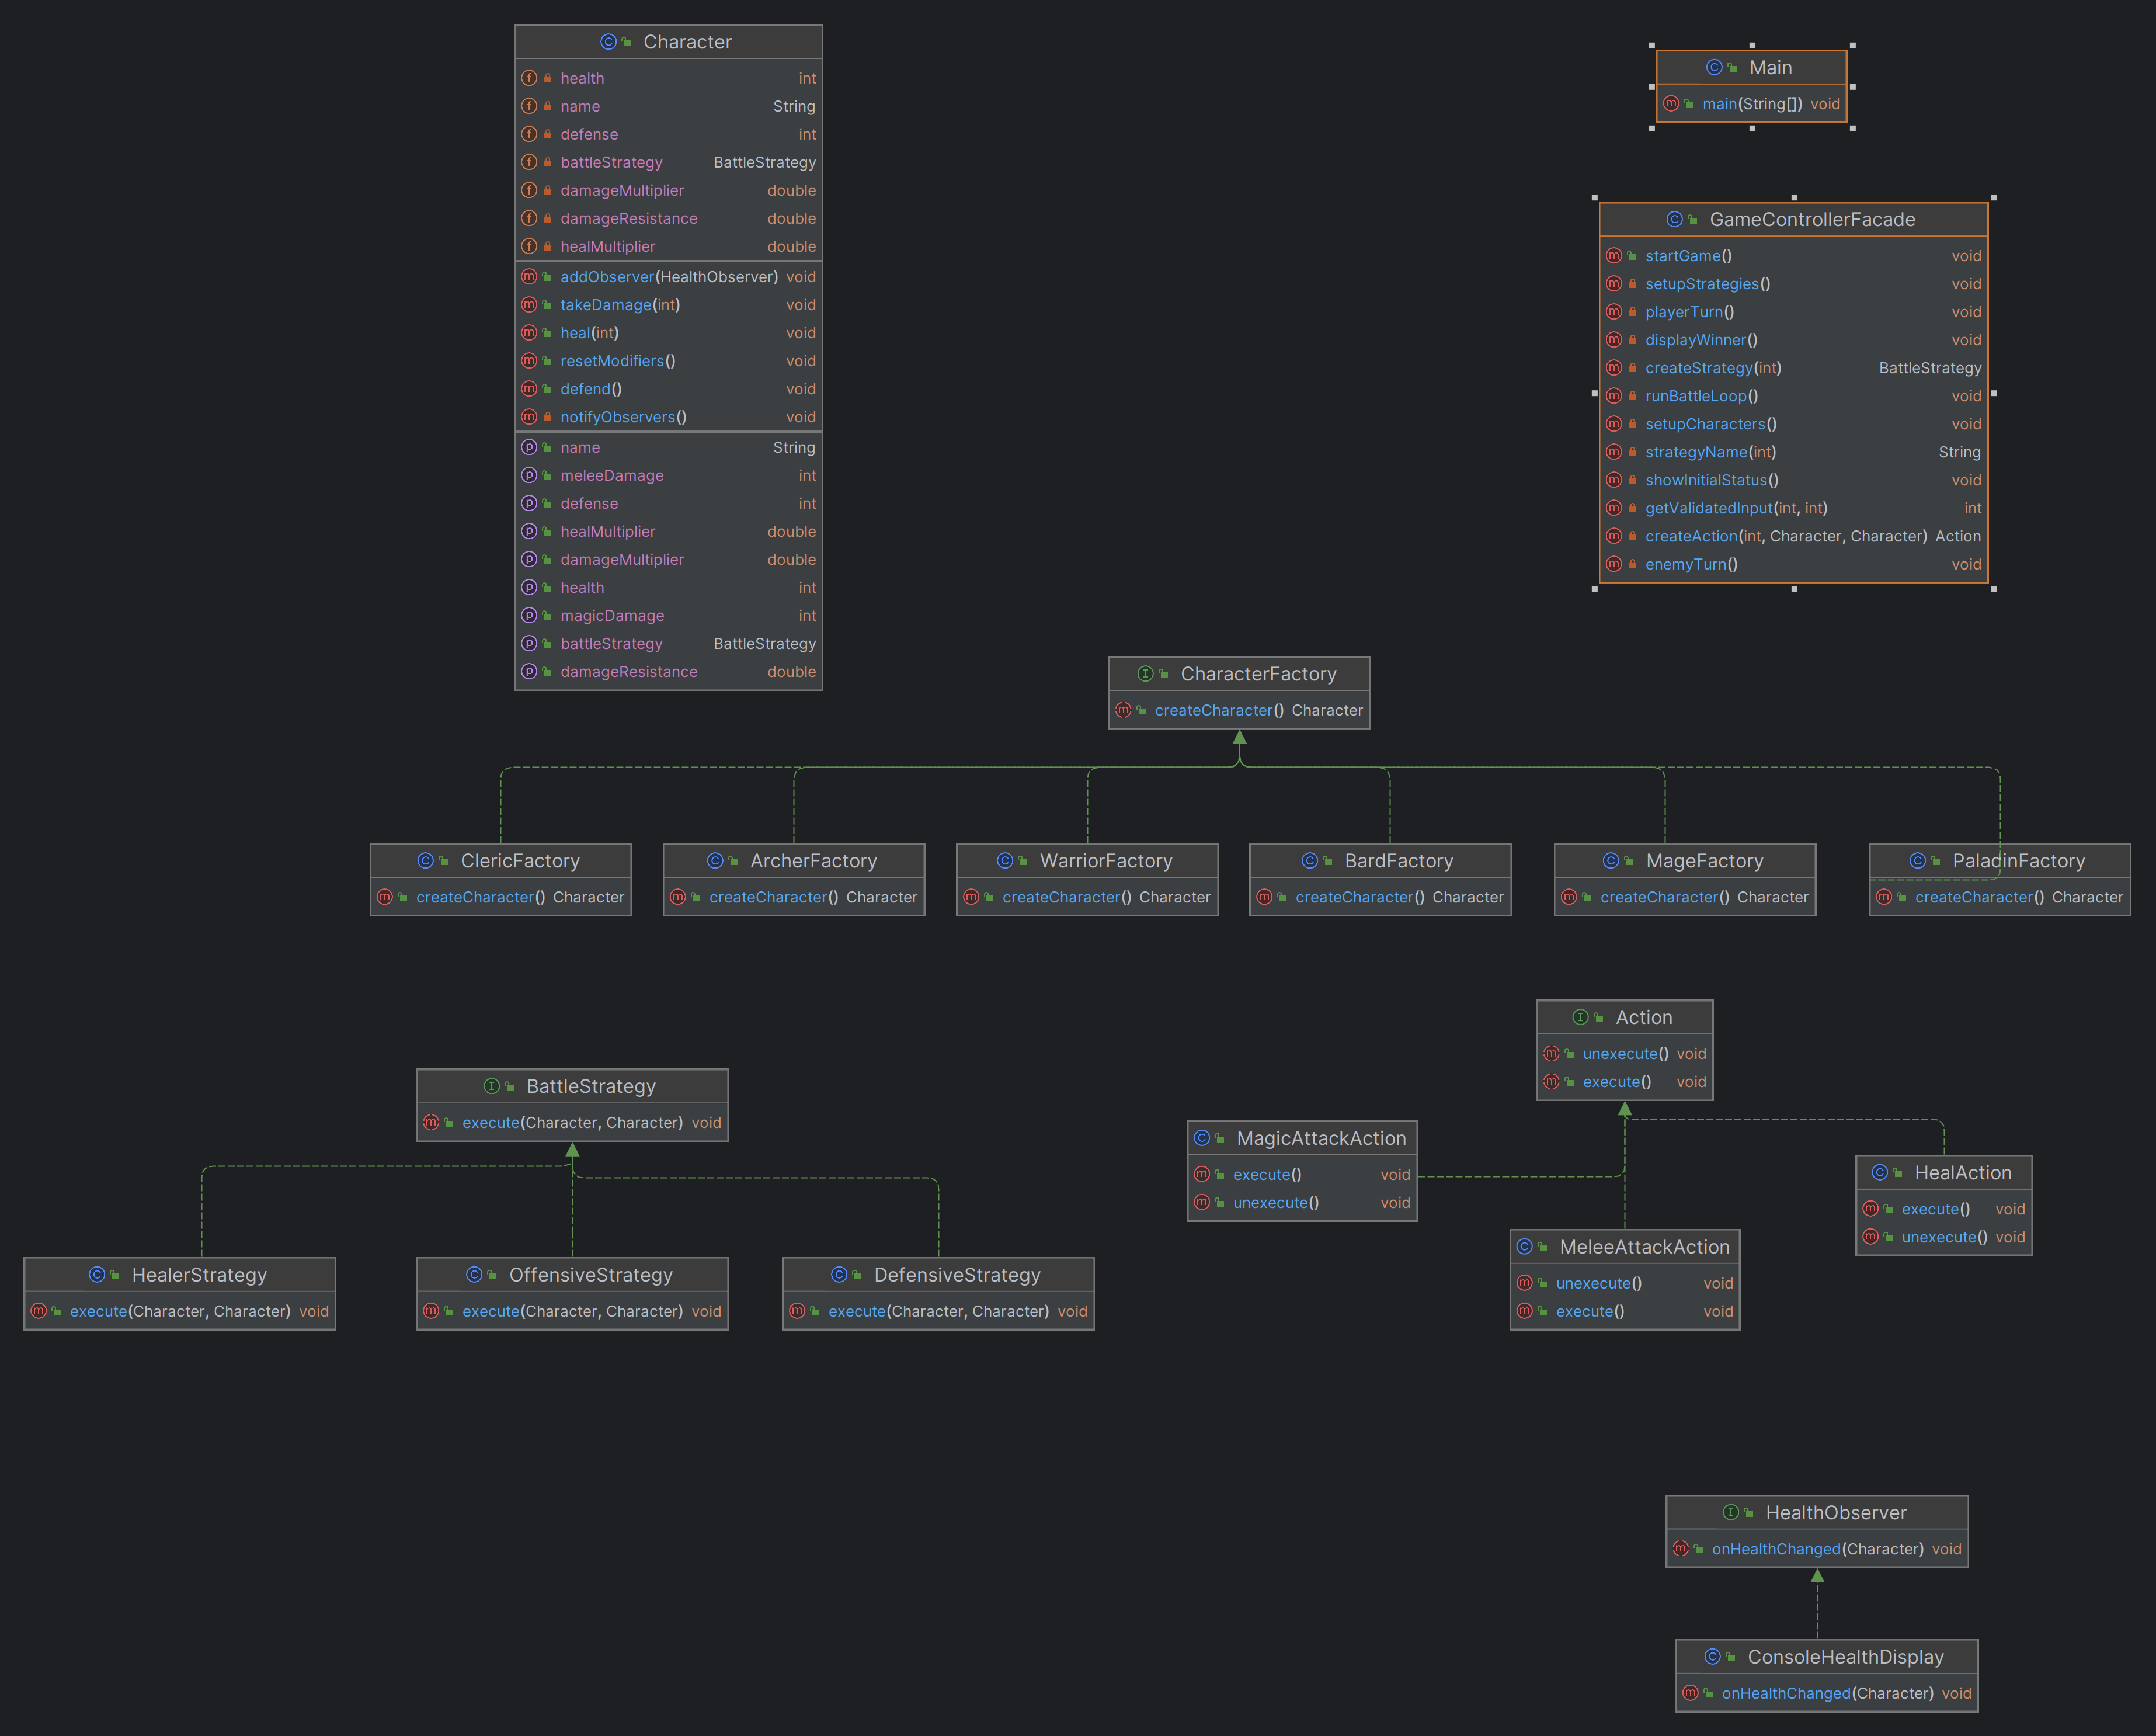 Character
health int
name String
defense int
battleStrategy BattleStrategy
damageMultiplier double
damageResistance double
healMultiplier double
addObserver(HealthObserver) void
takeDamage(int) void
heal(int) void
resetModifiers() void
defend() void
notifyObservers() void
name String
meleeDamage int
defense int
healMultiplier double
damageMultiplier double
health int
magicDamage int
battleStrategy BattleStrategy
damageResistance double
Main
main(String[]) void
GameControllerFacade
startGame() void
setupStrategies() void
playerTurn() void
displayWinner() void
createStrategy(int) BattleStrategy
runBattleLoop() void
setupCharacters() void
strategyName(int) String
showInitialStatus() void
getValidatedInput(int, int) int
createAction(int, Character, Character) Action
enemyTurn() void
CharacterFactory
createCharacter() Character
ClericFactory
createCharacter() Character
ArcherFactory
createCharacter() Character
WarriorFactory
createCharacter() Character
BardFactory
createCharacter() Character
MageFactory
createCharacter() Character
PaladinFactory
createCharacter() Character
BattleStrategy
execute(Character, Character) void
HealerStrategy
execute(Character, Character) void
OffensiveStrategy
execute(Character, Character) void
DefensiveStrategy
execute(Character, Character) void
Action
unexecute() void
execute() void
MagicAttackAction
execute() void
unexecute() void
MeleeAttackAction
unexecute() void
execute() void
HealAction
execute() void
unexecute() void
HealthObserver
onHealthChanged(Character) void
ConsoleHealthDisplay
onHealthChanged(Character) void